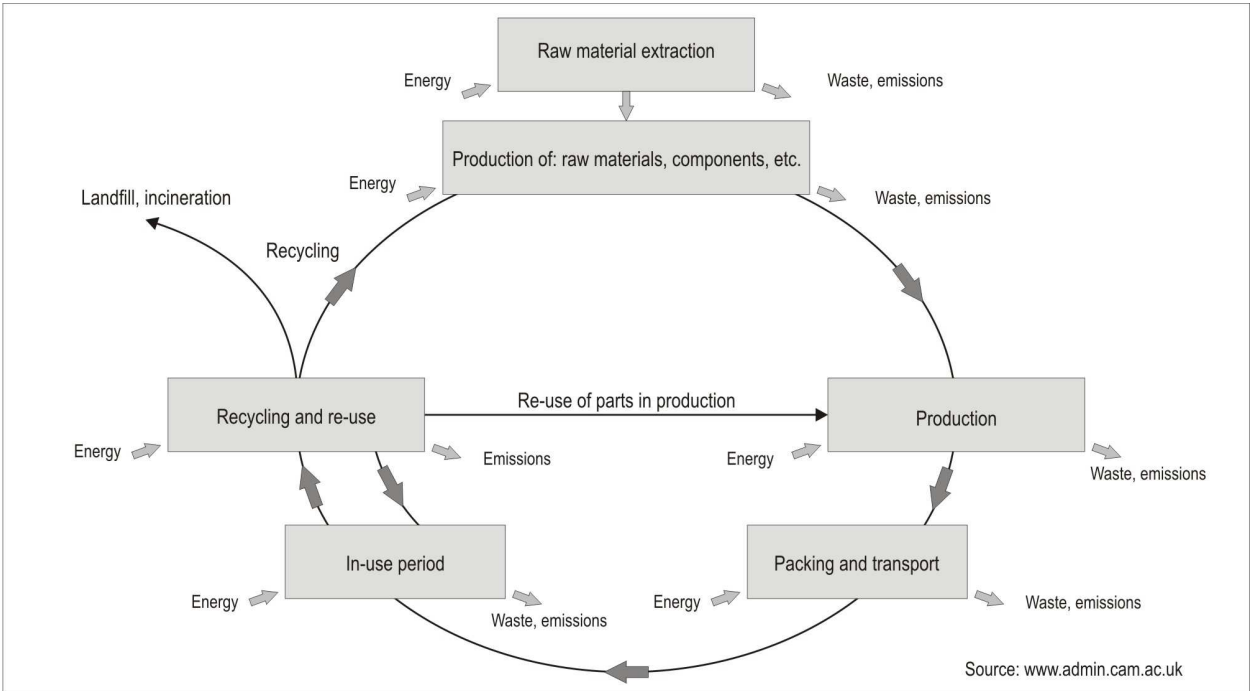 Raw material extraction
Energy
Waste, emissions
Production of: raw materials, components, etc.
Energy
Waste, emissions
Landfill, incineration
Recycling
Recycling and re-use
Re-use of parts in production
Production
Energy
Emissions
Energy
Waste, emissions
In-use period
Packing and transport
Energy
Waste, emissions
Energy
Waste, emissions
Source: www.admin.cam.ac.uk